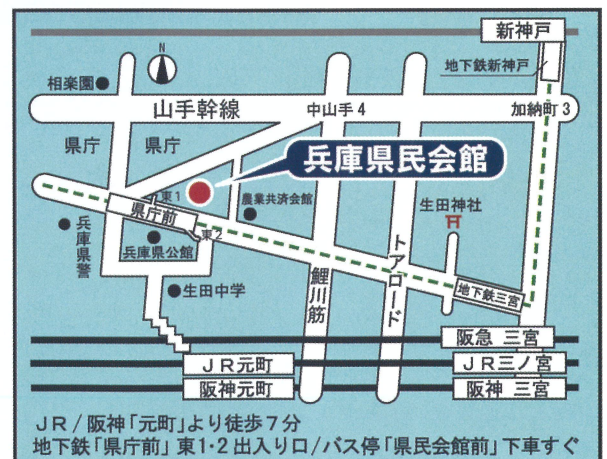 新神戸
N
地下鉄新神戸
相楽園
山手幹線
中山手4
加納町3
県庁
県庁
兵庫県民会館
東1
農業共済会館
生田神社
県庁前
東2
兵庫県警
兵庫県公館
トアロード
生田中学
鯉川筋
地下鉄三宮
阪急 三宮
JR元町
JR三ノ宮
阪神元町
阪神 三宮
JR/阪神「元町」より徒歩7分
地下鉄「県庁前」東1・2出入り口/バス停「県民会館前」下車すぐ